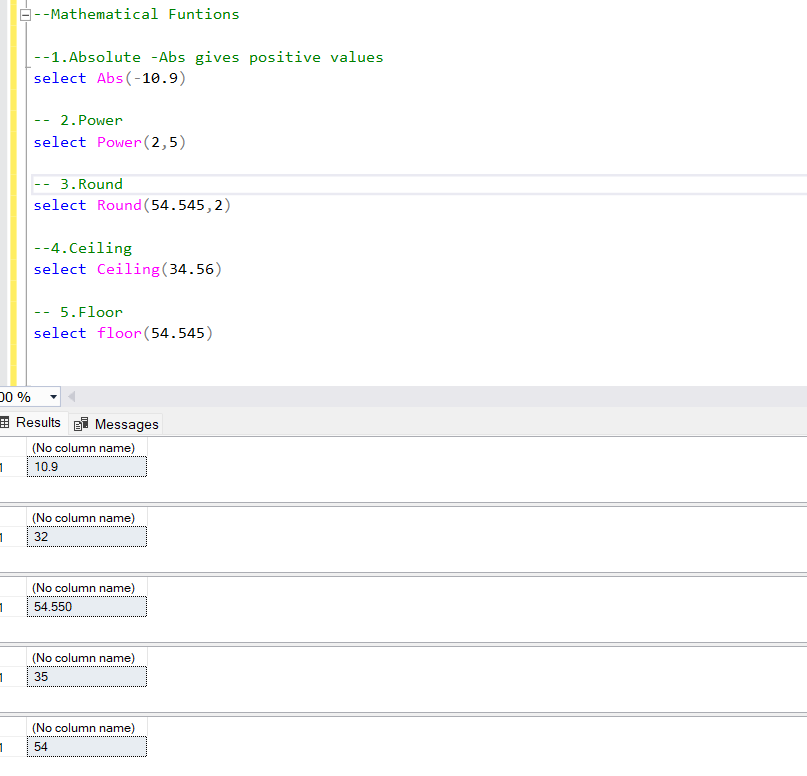 --Mathematical Funtions
--1.Absolute -Abs gives positive values
select Abs(-10.9)
-- 2.Power
select Power(2,5)
-- 3.Round
select Round(54.545,2)
--4.Ceiling
select Ceiling(34.56)
-- 5.Floor
select floor(54.545)
00 %
Results Messages
(No column name)
1 10.9
(No column name)
1 32
(No column name)
1 54.550
(No column name)
1 35
(No column name)
1 54